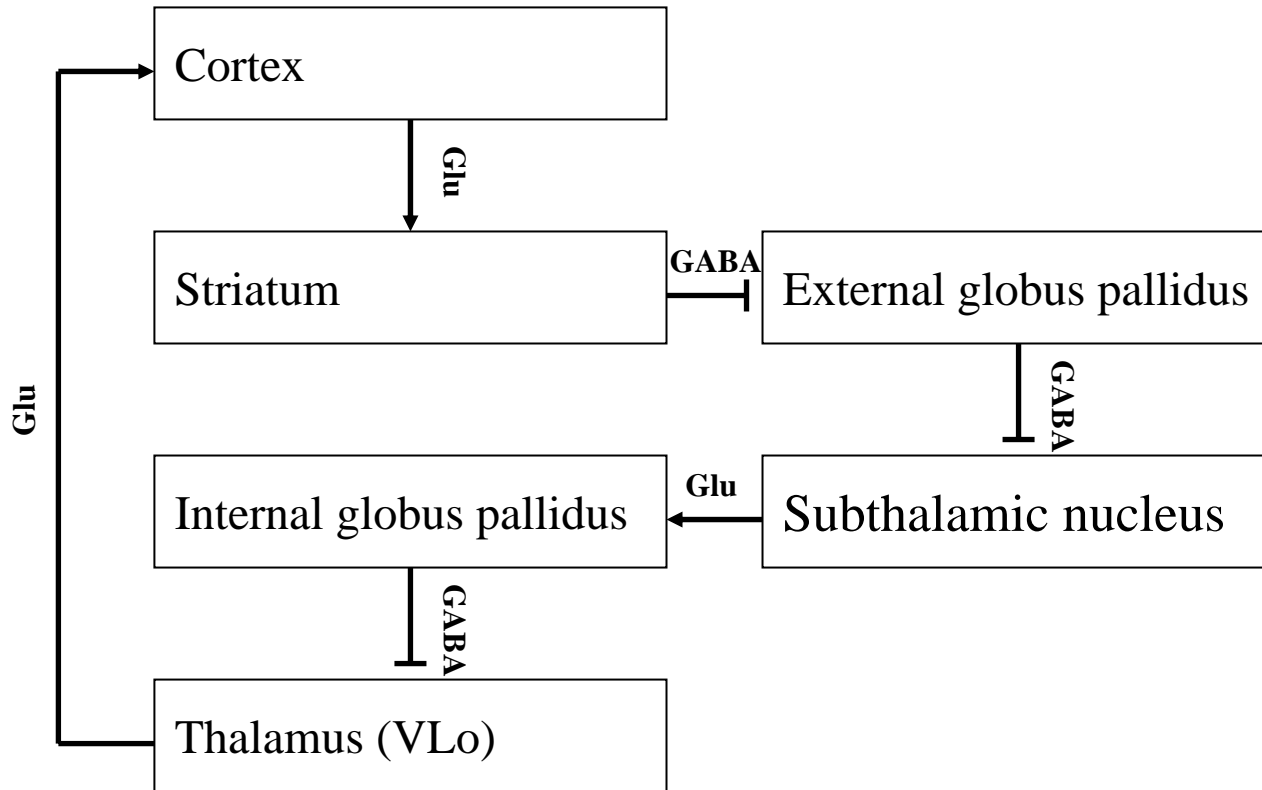 Cortex
Glu
Striatum
GABA
External globus pallidus
GABA
Glu
Internal globus pallidus
Glu
Subthalamic nucleus
GABA
Thalamus (VLo)